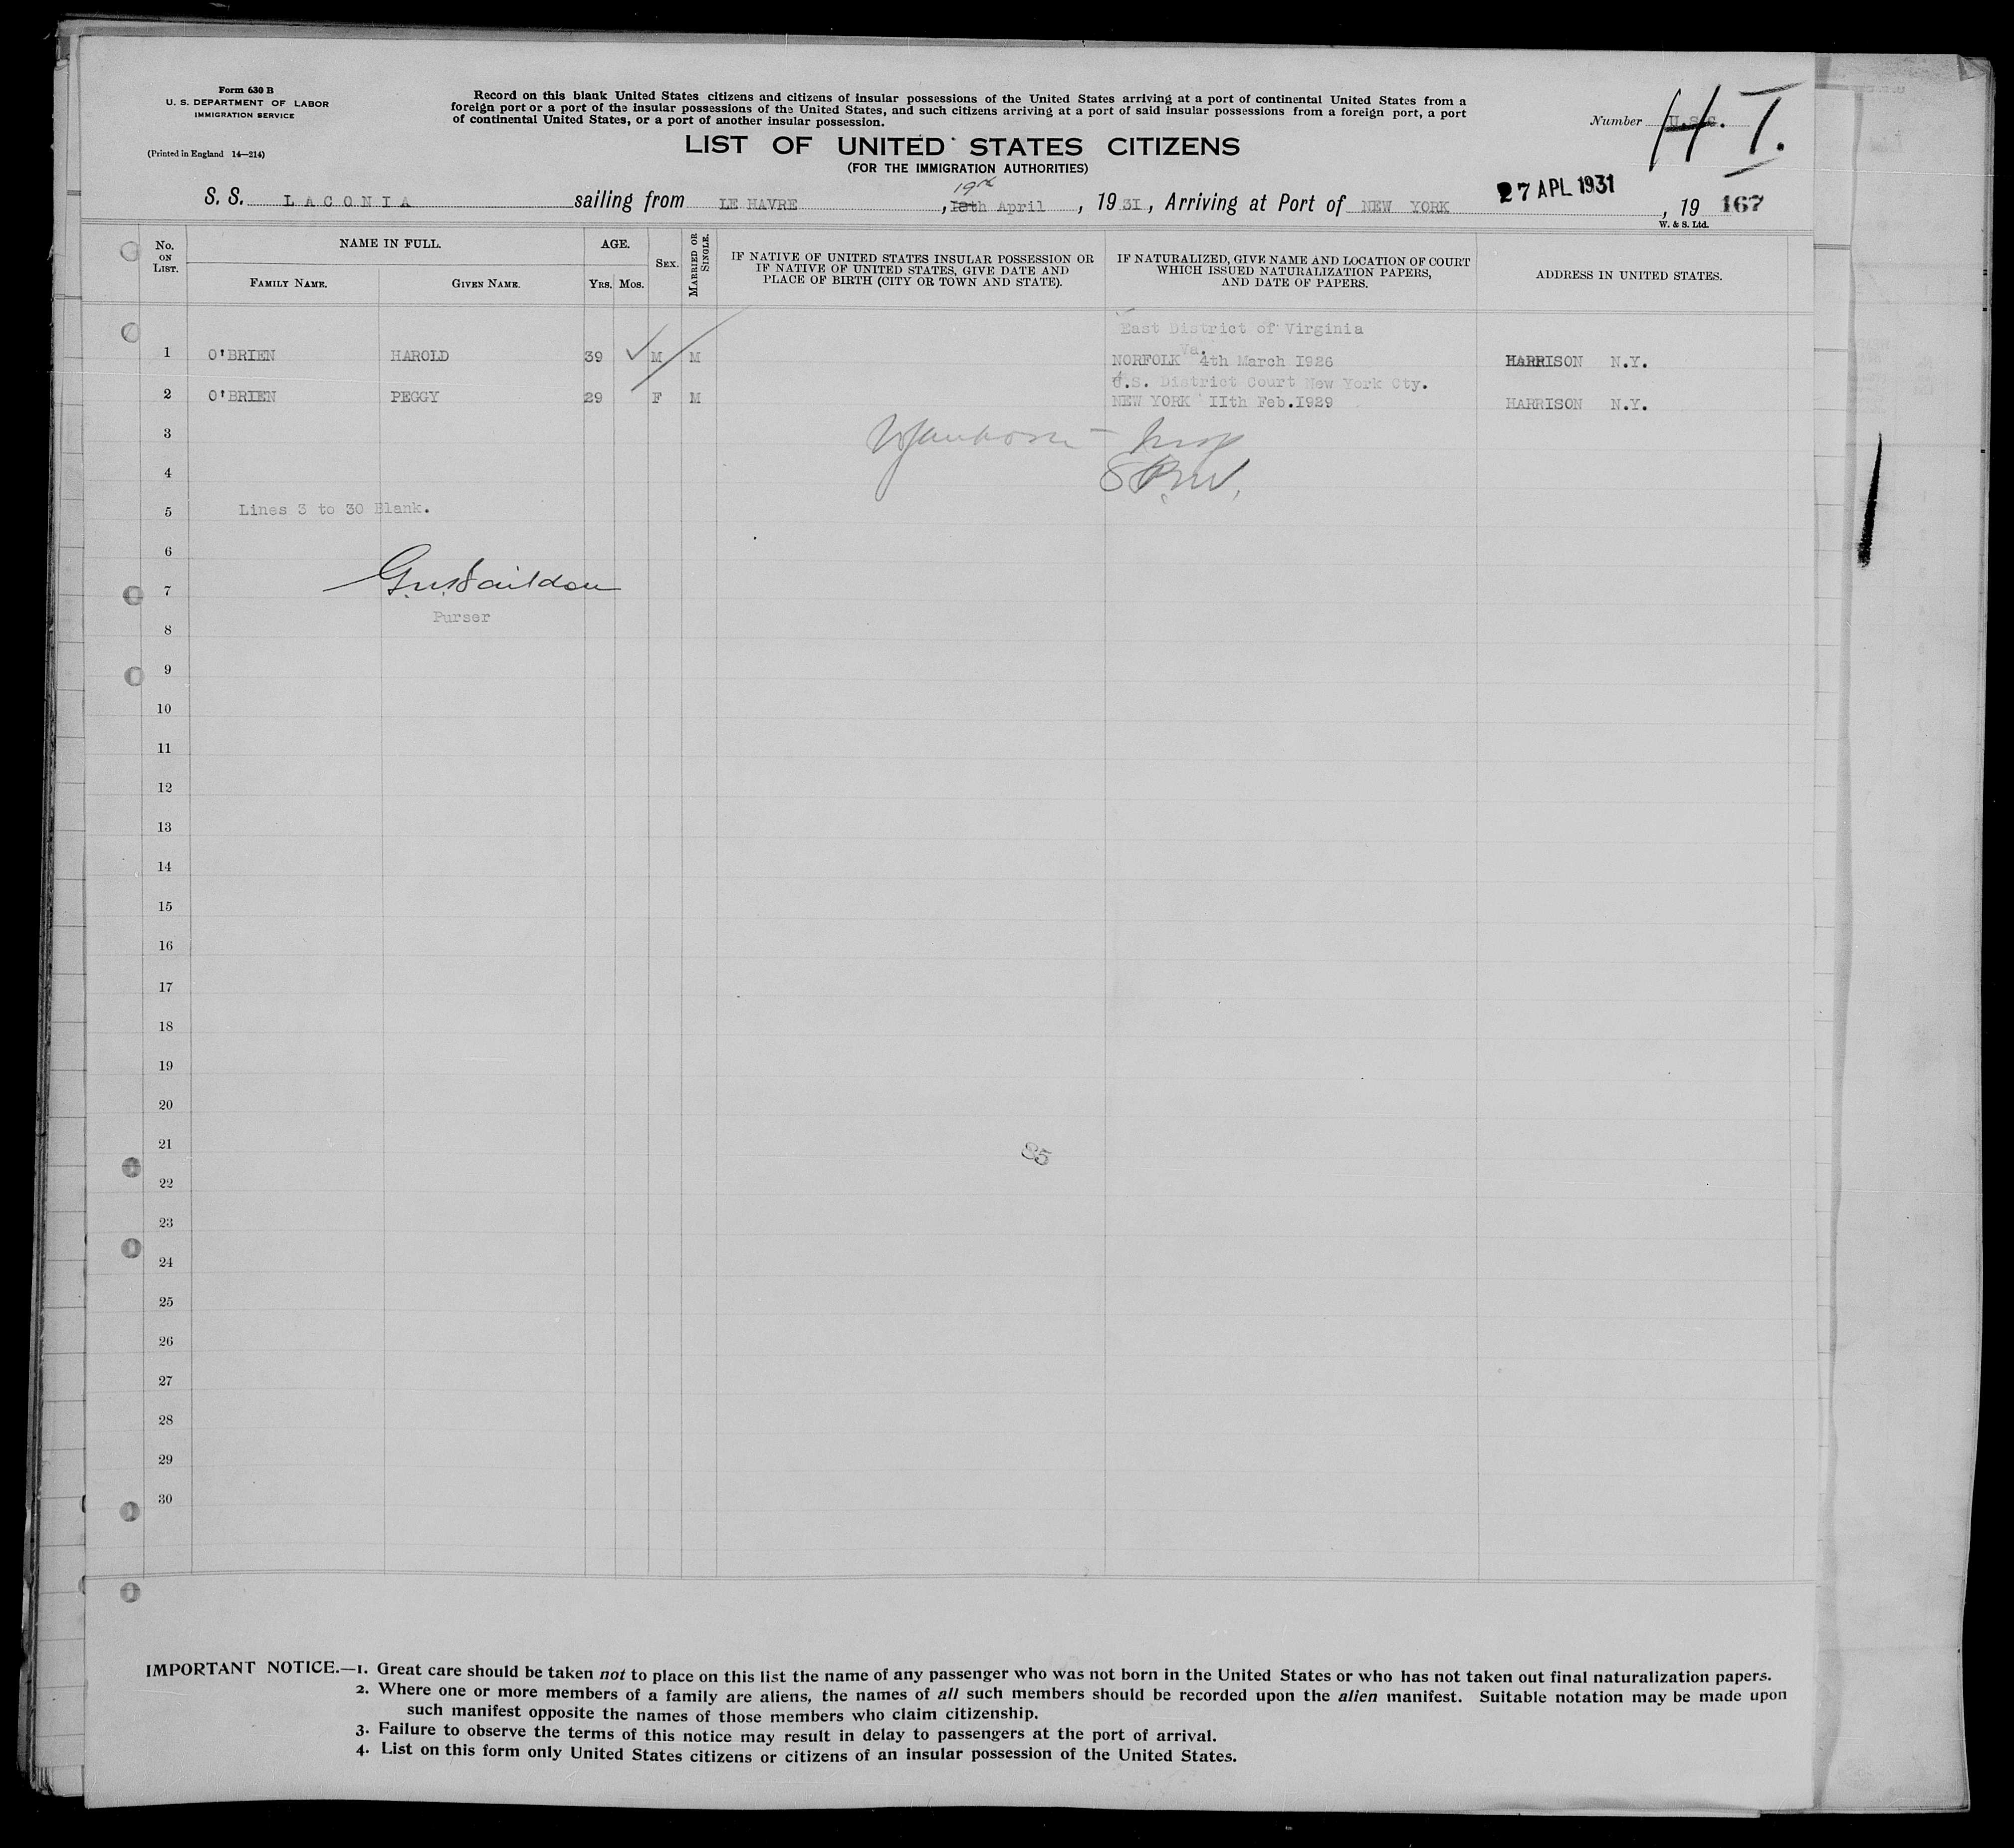 Form 630 B
U. S. DEPARTMENT OF LABOR
IMMIGRATION SERVICE
(Printed in England 14—214)
Record on this blank United States citizens and citizens of insular possessions of the United States arriving at a port of continental United States from a
foreign port or a port of the insular possessions of the United States, and such citizens arriving at a port of said insular possessions from a foreign port, a port
of continental United States, or a port of another insular possession.
Number U.S.C. H.T.
LIST OF UNITED STATES CITIZENS
(FOR THE IMMIGRATION AUTHORITIES)
19th
S. S. LACONIA sailing from LE HAVRE , 18th April , 19 31 , Arriving at Port of NEW YORK 27 APL 1931 , 19 167
W. & S. Ltd.
No. ON LIST.
NAME IN FULL.
FAMILY NAME.
GIVEN NAME.
AGE.
YRS. MOS.
SEX.
MARRIED OR SINGLE.
IF NATIVE OF UNITED STATES INSULAR POSSESSION OR
IF NATIVE OF UNITED STATES, GIVE DATE AND
PLACE OF BIRTH (CITY OR TOWN AND STATE).
IF NATURALIZED, GIVE NAME AND LOCATION OF COURT
WHICH ISSUED NATURALIZATION PAPERS,
AND DATE OF PAPERS.
ADDRESS IN UNITED STATES.
East District of Virginia
Va.
1 O'BRIEN HAROLD 39 M M NORFOLK 4th March I926 HARRISON N.Y.
U.S. District Court New York Cty.
2 O'BRIEN PEGGY 29 F M NEW YORK IIth Feb.I929 HARRISON N.Y.
3
4
5 Lines 3 to 30 Blank.
6
7
Purser
8
9
10
11
12
13
14
15
16
17
18
19
20
21
85
22
23
24
25
26
27
28
29
30
IMPORTANT NOTICE.—1. Great care should be taken not to place on this list the name of any passenger who was not born in the United States or who has not taken out final naturalization papers.
2. Where one or more members of a family are aliens, the names of all such members should be recorded upon the alien manifest. Suitable notation may be made upon
such manifest opposite the names of those members who claim citizenship.
3. Failure to observe the terms of this notice may result in delay to passengers at the port of arrival.
4. List on this form only United States citizens or citizens of an insular possession of the United States.